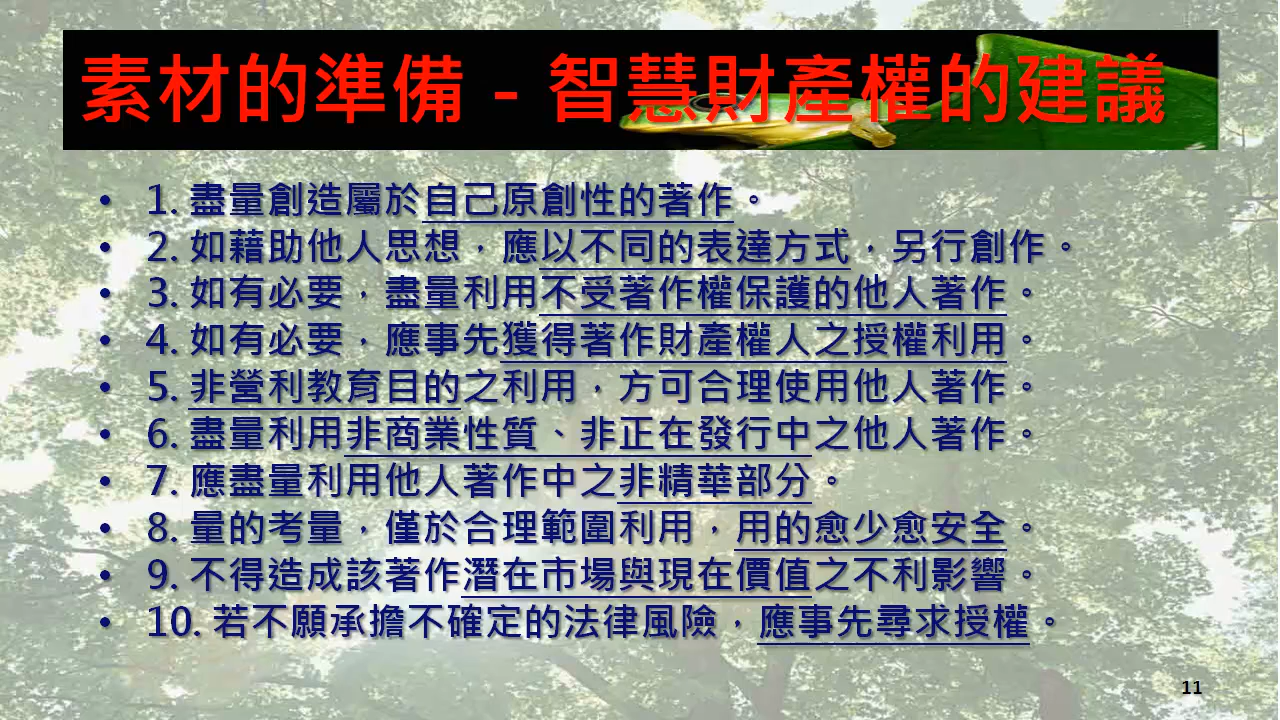 素材的準備－智慧財產權的建議
• 1. 盡量創造屬於自己原創性的著作。
• 2. 如藉助他人思想，應以不同的表達方式，另行創作。
• 3. 如有必要，盡量利用不受著作權保護的他人著作。
• 4. 如有必要，應事先獲得著作財產權人之授權利用。
• 5. 非營利教育目的之利用，方可合理使用他人著作。
• 6. 盡量利用非商業性質、非正在發行中之他人著作。
• 7. 應盡量利用他人著作中之非精華部分。
• 8. 量的考量，僅於合理範圍利用，用的愈少愈安全。
• 9. 不得造成該著作潛在市場與現在價值之不利影響。
• 10. 若不願承擔不確定的法律風險，應事先尋求授權。
11